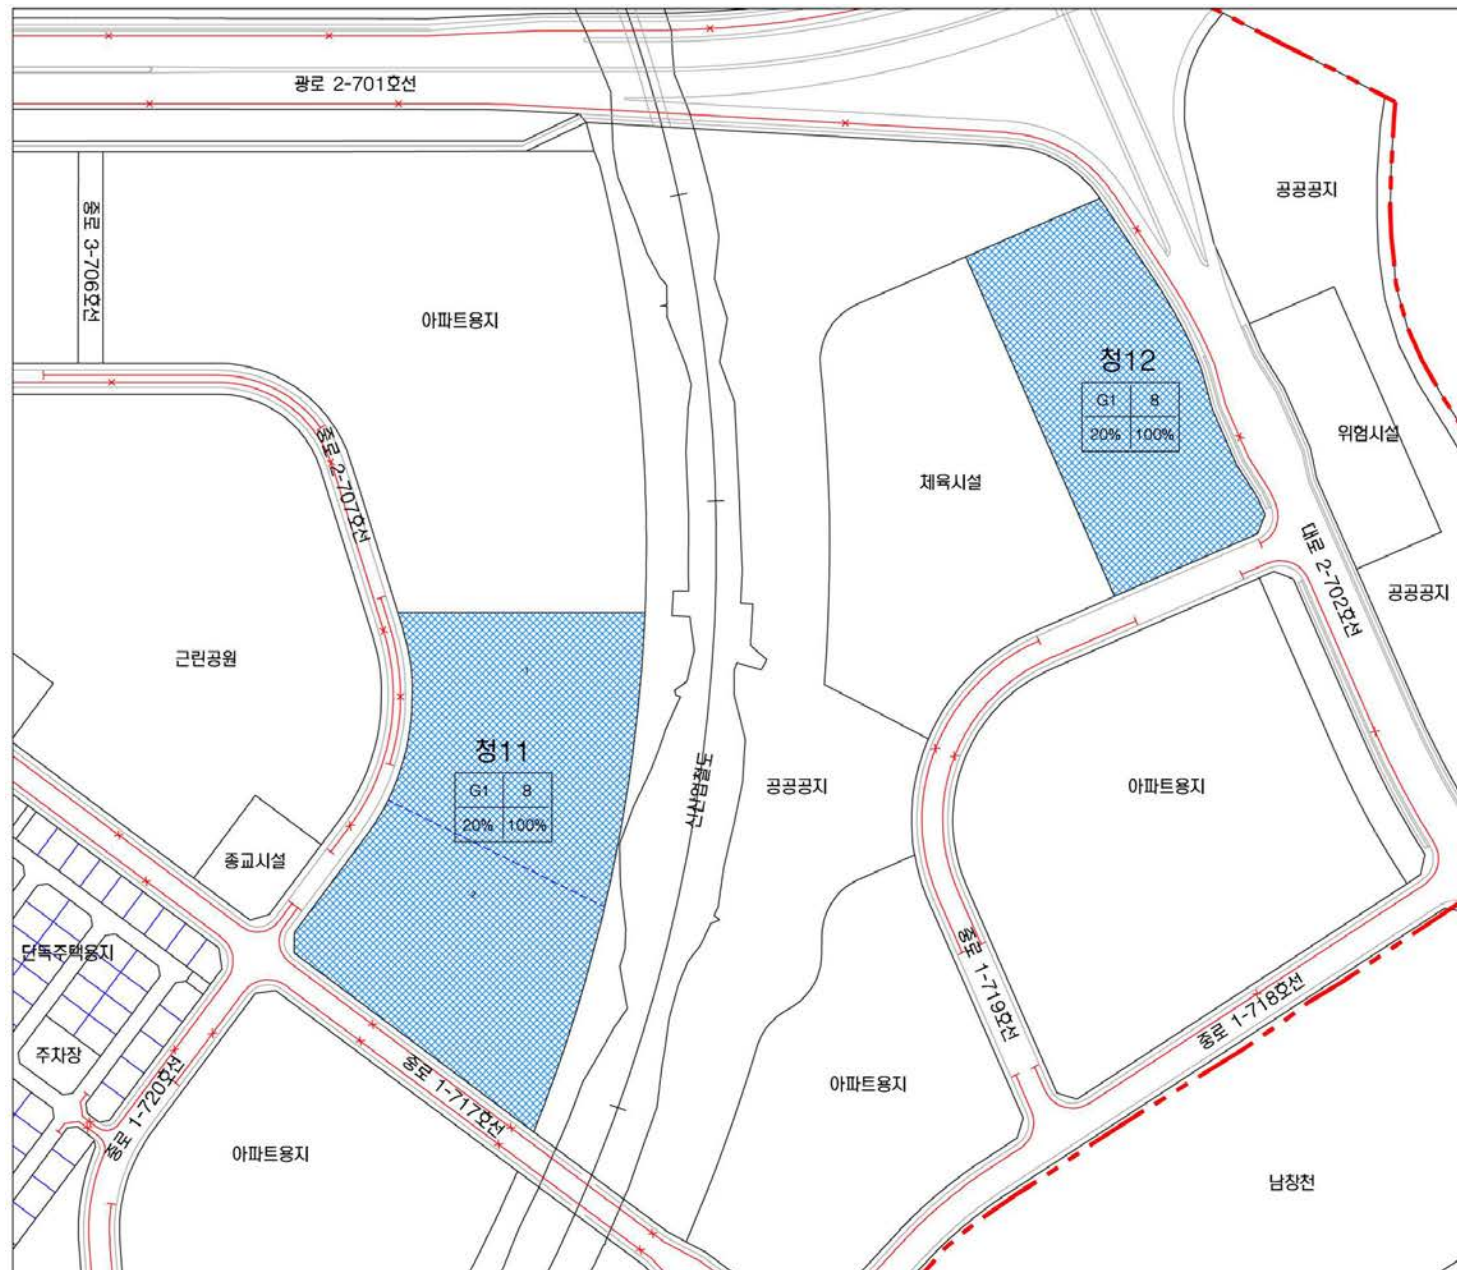 광로 2-701호선
공공공지
중로 3-706호선
아파트용지
청12
G1 8
20% 100%
중로 2-707호선
위험시설
체육시설
대로 2-702호선
공공공지
근린공원
1
청11
G1 8
20% 100%
신산업철도
공공공지
아파트용지
종교시설
2
단독주택용지
중로 1-719호선
중로 1-718호선
주차장
중로 1-720호선
중로 1-717호선
아파트용지
아파트용지
남창천